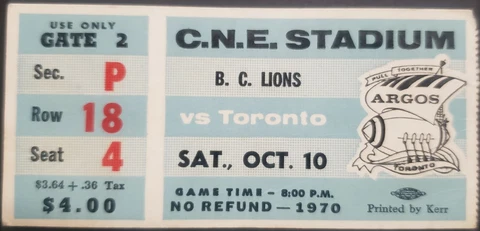 USE ONLY
GATE 2
Sec. P
Row 18
Seat 4
$3.64 + .36 Tax
$4.00
C.N.E. STADIUM
B. C. LIONS
vs Toronto
SAT., OCT. 10
GAME TIME - 8:00 P.M.
NO REFUND - 1970
PULL TOGETHER
ARGOS
TORONTO
Printed by Kerr